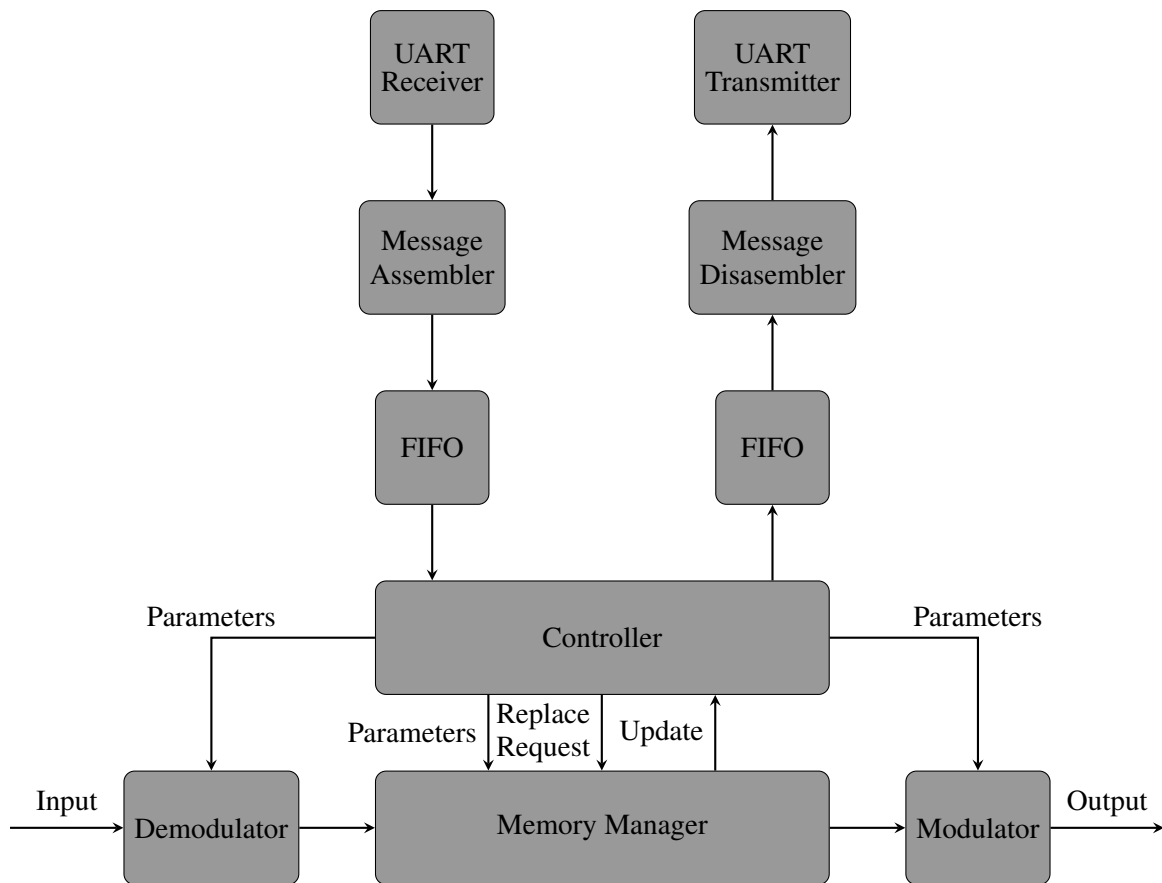 UART
Receiver
UART
Transmitter
Message
Assembler
Message
Disasembler
FIFO
FIFO
Parameters
Controller
Parameters
Parameters
Replace
Request
Update
Input
Demodulator
Memory Manager
Modulator
Output